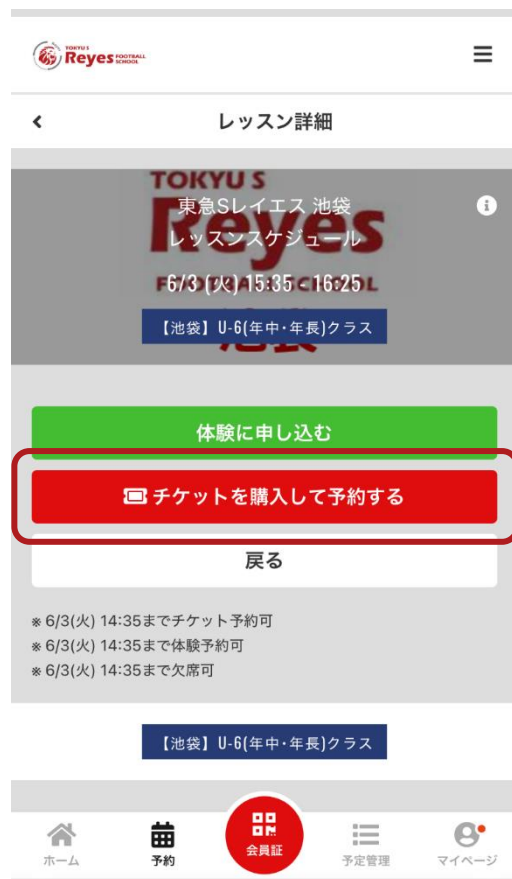 TOKYU S
Reyes FOOTBALL
SCHOOL
レッスン詳細
TOKYU S
Reyes
東急Sレイエス 池袋
レッスンスケジュール
6/3 (火) 15:35 - 16:25
【池袋】U-6(年中・年長)クラス
体験に申し込む
チケットを購入して予約する
戻る
※ 6/3(火) 14:35までチケット予約可
※ 6/3(火) 14:35まで体験予約可
※ 6/3(火) 14:35まで欠席可
【池袋】U-6(年中・年長)クラス
ホーム
予約
会員証
予定管理
マイページ